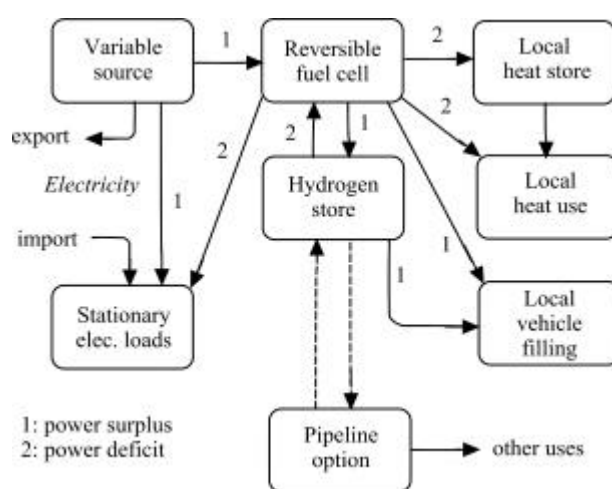 Variable
source
1
Reversible
fuel cell
2
Local
heat store
export
Electricity
1
2
2
1
2
Hydrogen
store
Local
heat use
import
1
1
Stationary
elec. loads
Local
vehicle
filling
1: power surplus
2: power deficit
Pipeline
option
other uses